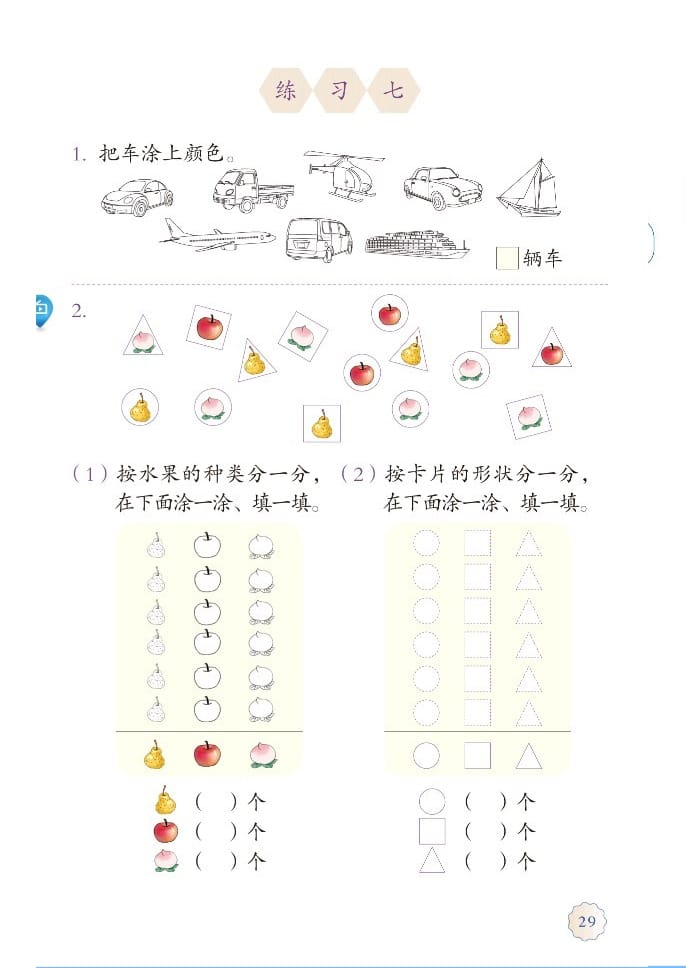 练习七
1. 把车涂上颜色。
辆车
2.
(1)按水果的种类分一分,
在下面涂一涂、填一填。
(2)按卡片的形状分一分,
在下面涂一涂、填一填。
( )个
( )个
( )个
( )个
( )个
( )个
29